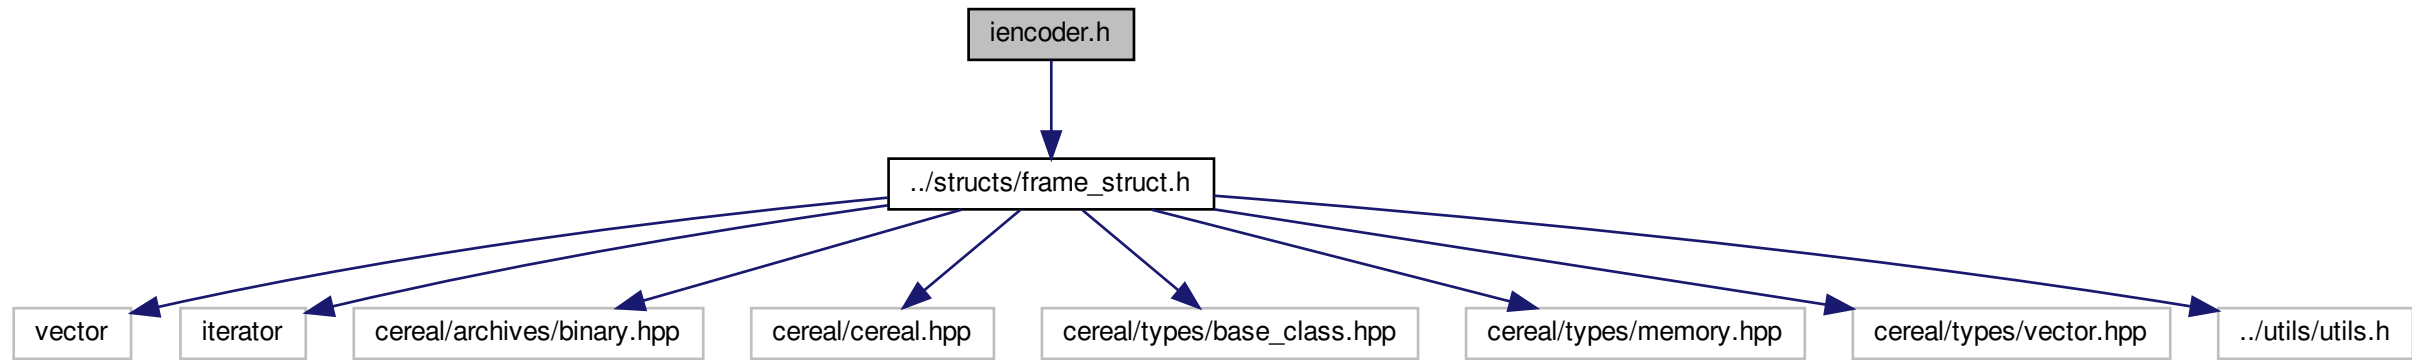 iencoder.h
../structs/frame_struct.h
vector
iterator
cereal/archives/binary.hpp
cereal/cereal.hpp
cereal/types/base_class.hpp
cereal/types/memory.hpp
cereal/types/vector.hpp
../utils/utils.h